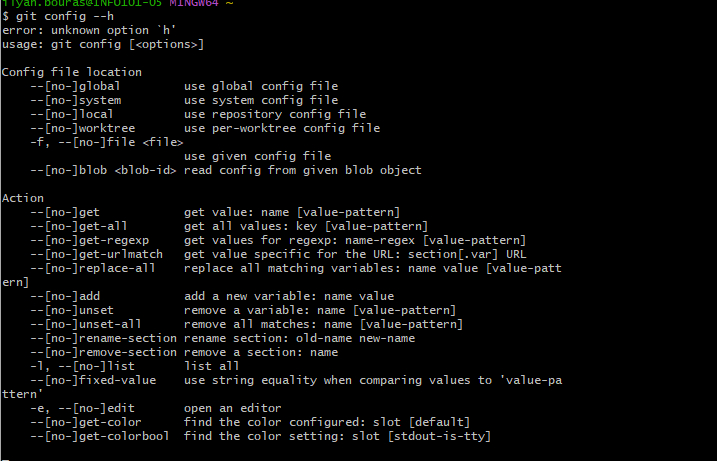 $ git config --h
error: unknown option `h'
usage: git config [<options>]

Config file location
    --[no-]global         use global config file
    --[no-]system         use system config file
    --[no-]local          use repository config file
    --[no-]worktree       use per-worktree config file
    -f, --[no-]file <file>
                          use given config file
    --[no-]blob <blob-id> read config from given blob object

Action
    --[no-]get            get value: name [value-pattern]
    --[no-]get-all        get all values: key [value-pattern]
    --[no-]get-regexp     get values for regexp: name-regex [value-pattern]
    --[no-]get-urlmatch   get value specific for the URL: section[.var] URL
    --[no-]replace-all    replace all matching variables: name value [value-patt
ern]
    --[no-]add            add a new variable: name value
    --[no-]unset          remove a variable: name [value-pattern]
    --[no-]unset-all      remove all matches: name [value-pattern]
    --[no-]rename-section rename section: old-name new-name
    --[no-]remove-section remove a section: name
    -l, --[no-]list       list all
    --[no-]fixed-value    use string equality when comparing values to 'value-pa
ttern'
    -e, --[no-]edit       open an editor
    --[no-]get-color      find the color configured: slot [default]
    --[no-]get-colorbool  find the color setting: slot [stdout-is-tty]